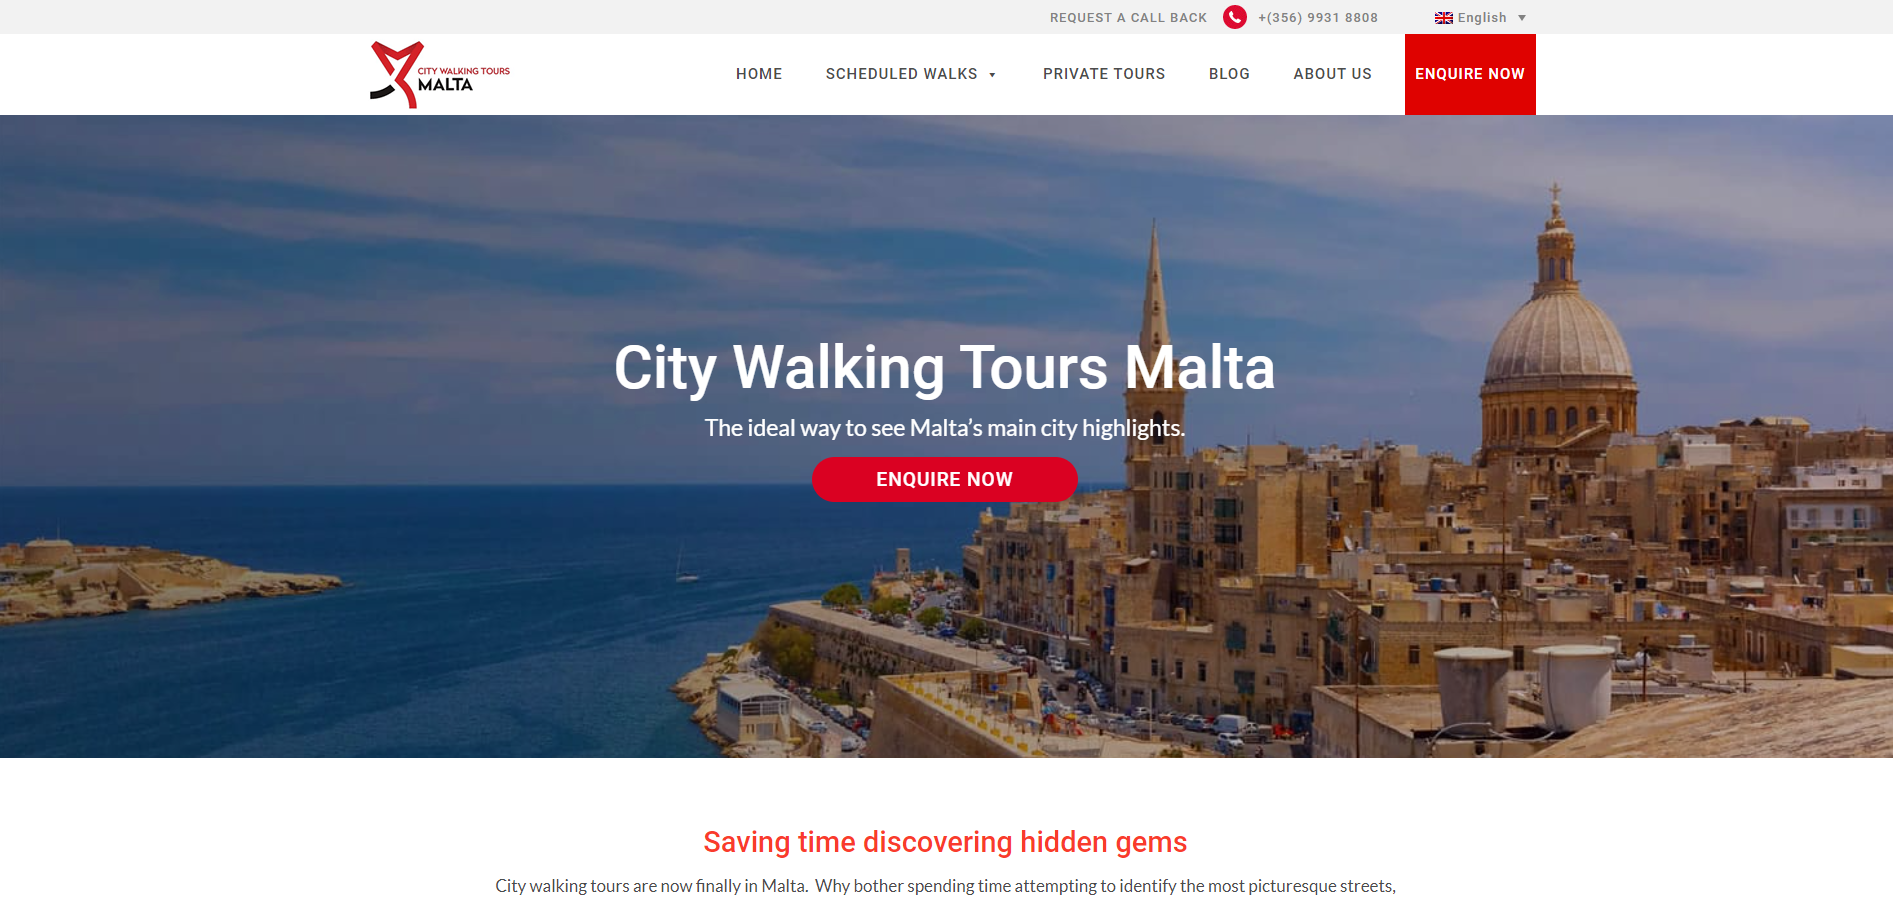 REQUEST A CALL BACK +(356) 9931 8808 English
CITY WALKING TOURS
MALTA
HOME SCHEDULED WALKS PRIVATE TOURS BLOG ABOUT US ENQUIRE NOW
City Walking Tours Malta
The ideal way to see Malta’s main city highlights.
ENQUIRE NOW
Saving time discovering hidden gems
City walking tours are now finally in Malta. Why bother spending time attempting to identify the most picturesque streets,